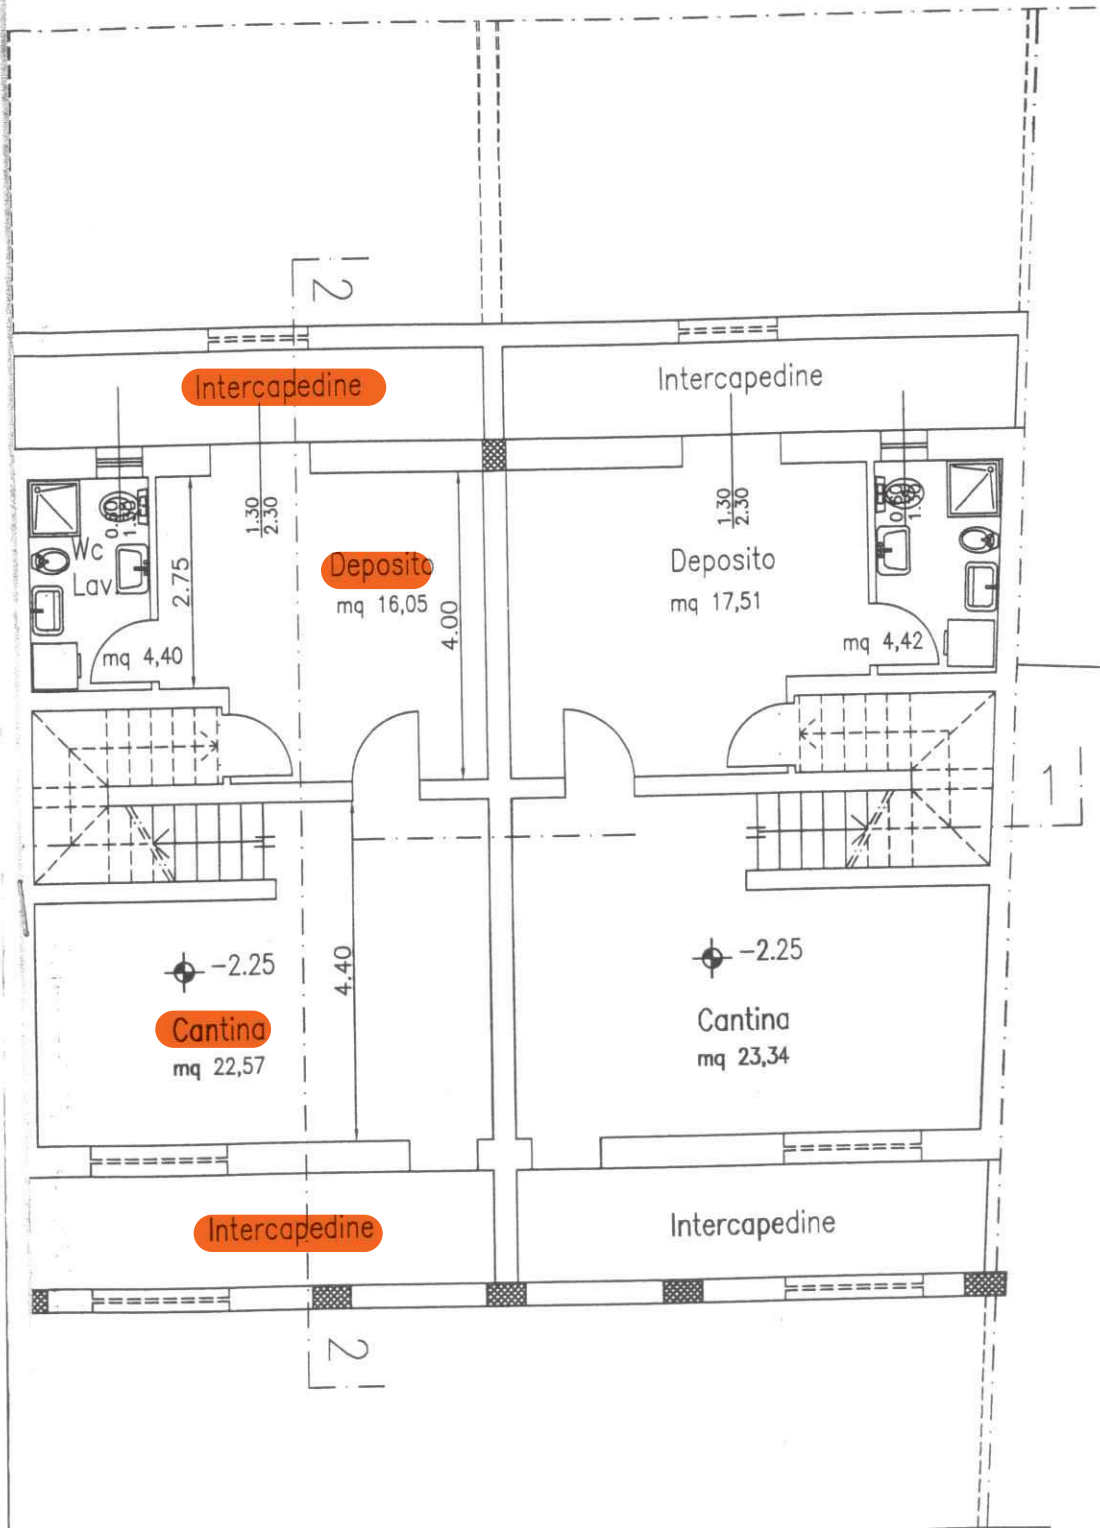 2
Intercapedine
Intercapedine
1.30
2.30
1.30
2.30
0.60
Wc
Lav
2.75
Deposito
mq 16,05
4.00
Deposito
mq 17,51
mq 4,40
mq 4,42
1
-2.25
4.40
-2.25
Cantina
mq 22,57
Cantina
mq 23,34
Intercapedine
Intercapedine
2